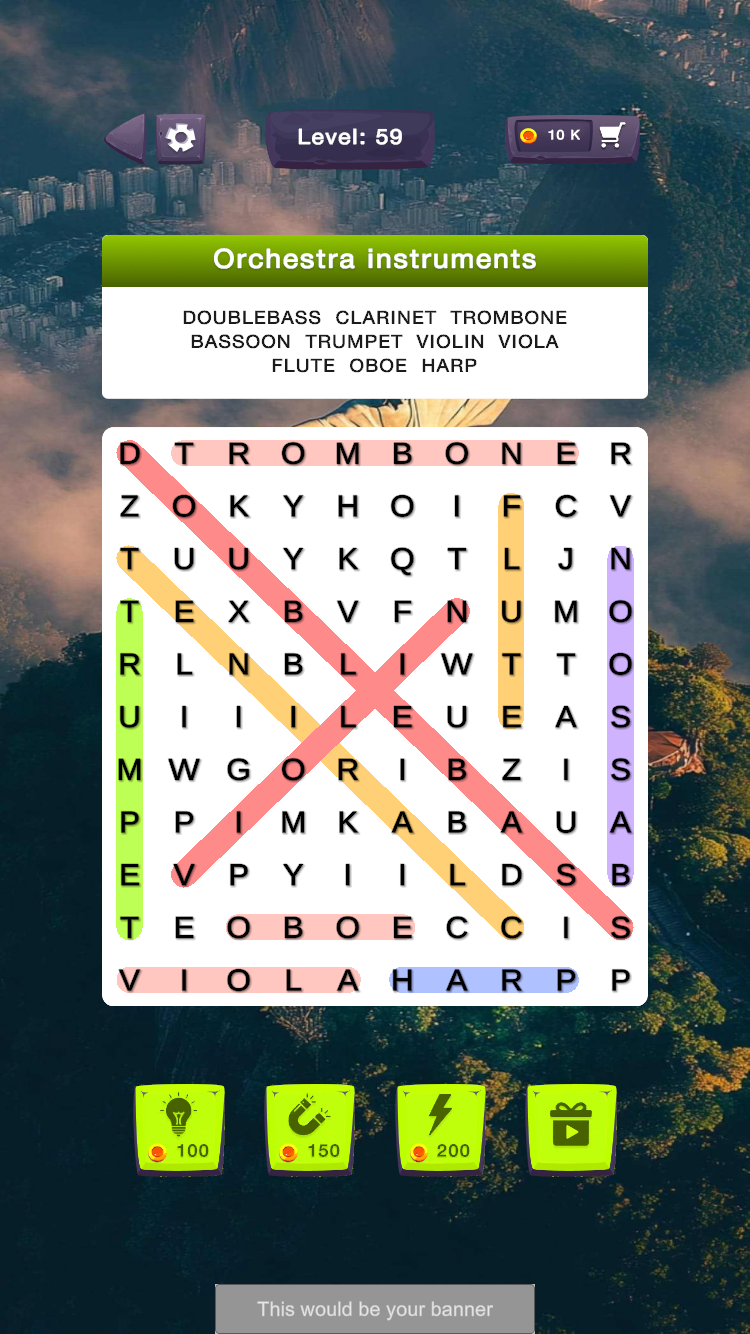 Level: 59
10 K
Orchestra instruments
DOUBLEBASS CLARINET TROMBONE
BASSOON TRUMPET VIOLIN VIOLA
FLUTE OBOE HARP
D T R O M B O N E R
Z O K Y H O I F C V
T U U Y K Q T L J N
T E X B V F N U M O
R L N B L I W T T O
U I I I L E U E A S
M W G O R I B Z I S
P P I M K A B A U A
E V P Y I I L D S B
T E O B O E C C I S
V I O L A H A R P P
100 150 200
This would be your banner